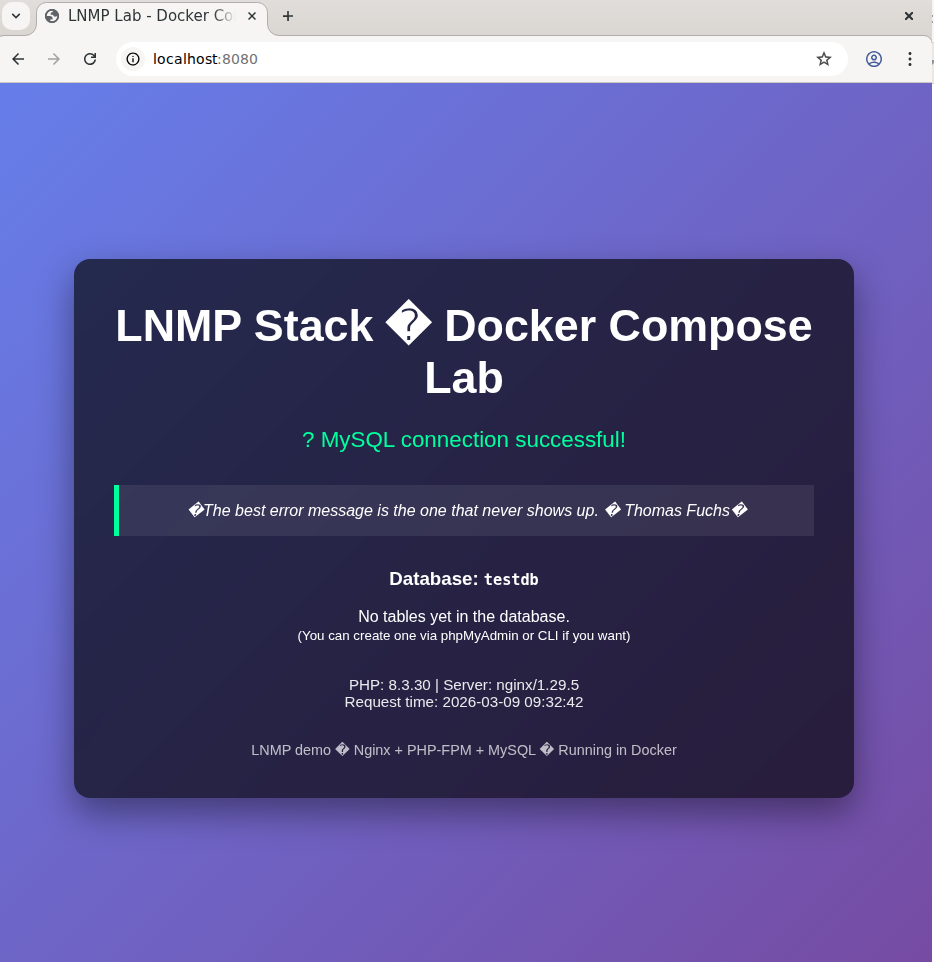 LNMP Lab - Docker Co
localhost:8080
LNMP Stack � Docker Compose
Lab
? MySQL connection successful!
�The best error message is the one that never shows up. � Thomas Fuchs�
Database: testdb
No tables yet in the database.
(You can create one via phpMyAdmin or CLI if you want)
PHP: 8.3.30 | Server: nginx/1.29.5
Request time: 2026-03-09 09:32:42
LNMP demo � Nginx + PHP-FPM + MySQL � Running in Docker